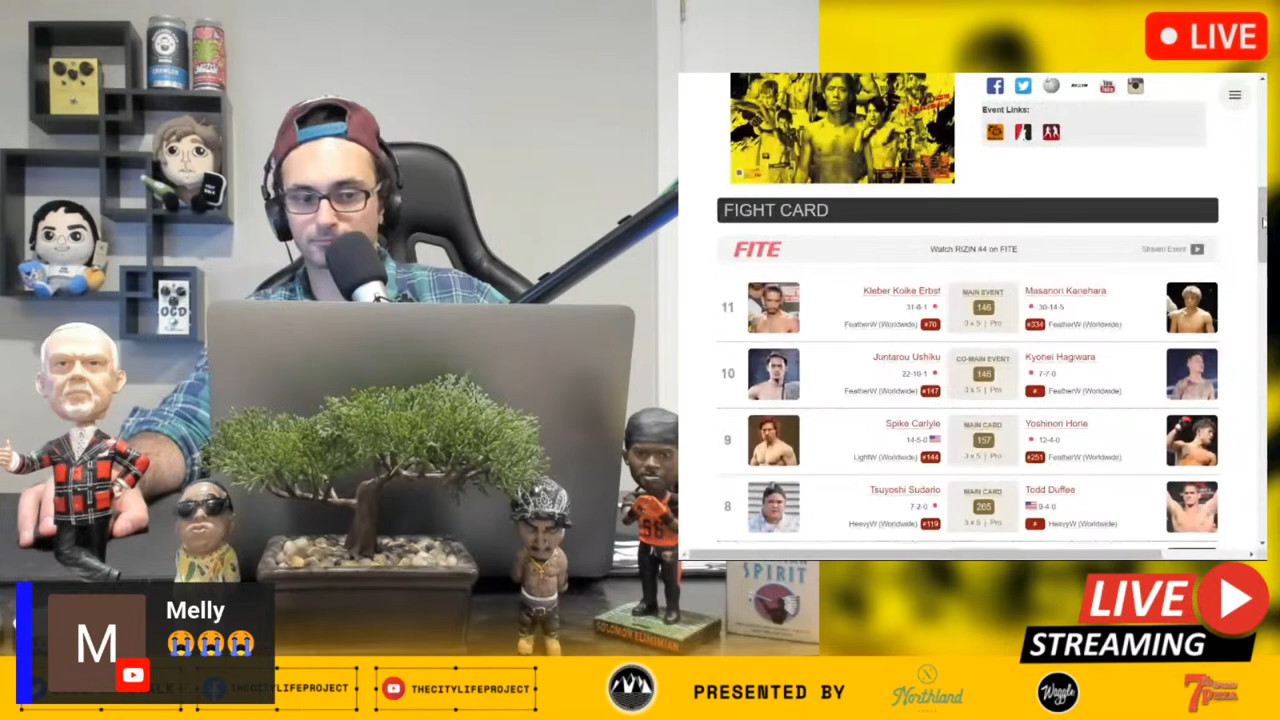 LIVE
Event Links:
FIGHT CARD
FITE
Watch RIZIN 44 on FITE
Stream Event
11
Kleber Koike Erbst
MAIN EVENT
Masanori Kanehara
31-6-1
146
30-14-5
FeatherW (Worldwide) #70
3 x 5 | Pro
#334 FeatherW (Worldwide)
10
Juntarou Ushiku
CO-MAIN EVENT
Kyohei Hagiwara
22-10-1
146
7-7-0
FeatherW (Worldwide) #147
3 x 5 | Pro
# FeatherW (Worldwide)
9
Spike Carlyle
MAIN CARD
Yoshinori Horie
14-5-0
157
12-4-0
LightW (Worldwide) #144
3 x 5 | Pro
#251 FeatherW (Worldwide)
8
Tsuyoshi Sudario
MAIN CARD
Todd Duffee
7-2-0
265
9-4-0
HeavyW (Worldwide) #119
3 x 5 | Pro
# HeavyW (Worldwide)
OCD
SPIRIT
SOLOMON ELIMIMIAN
M
Melly
😭😭😭
LIVE
STREAMING
THECITYLIFEPROJECT
THECITYLIFEPROJECT
PRESENTED BY
Northland
Waggle